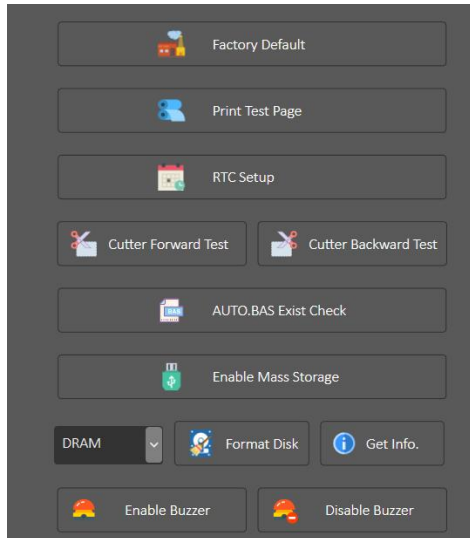 Factory Default
Print Test Page
RTC Setup
Cutter Forward Test Cutter Backward Test
BAS AUTO.BAS Exist Check
Enable Mass Storage
DRAM Format Disk Get Info.
Enable Buzzer Disable Buzzer